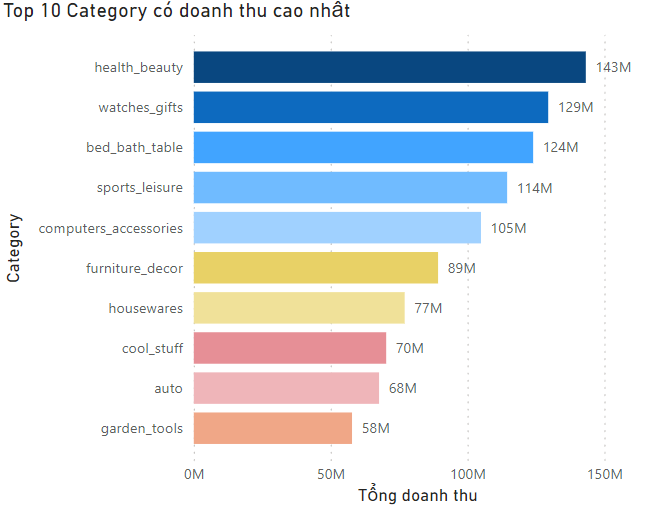 Top 10 Category có doanh thu cao nhất
Category
health_beauty 143M
watches_gifts 129M
bed_bath_table 124M
sports_leisure 114M
computers_accessories 105M
furniture_decor 89M
housewares 77M
cool_stuff 70M
auto 68M
garden_tools 58M
0M 50M 100M 150M
Tổng doanh thu